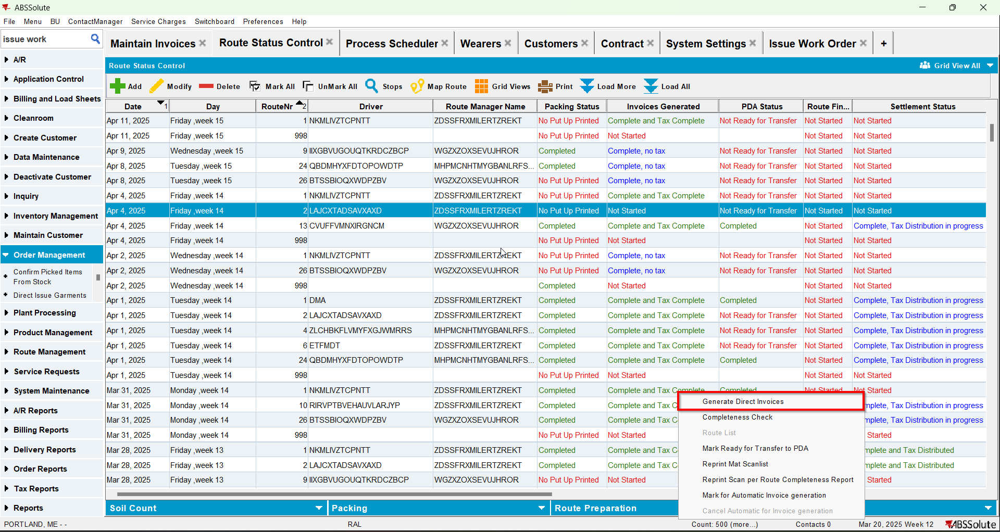 ABSSolute
File Menu BU ContactManager Service Charges Switchboard Preferences Help
issue work
Maintain Invoices Route Status Control Process Scheduler Wearers Customers Contract System Settings Issue Work Order +
Route Status Control Grid View All
Add Modify Delete Mark All UnMark All Stops Map Route Grid Views Print Load More Load All
A/R
Application Control
Billing and Load Sheets
Cleanroom
Create Customer
Data Maintenance
Deactivate Customer
Inquiry
Inventory Management
Maintain Customer
Order Management
Confirm Picked Items
From Stock
Direct Issue Garments
Plant Processing
Product Management
Route Management
Service Requests
System Maintenance
A/R Reports
Billing Reports
Delivery Reports
Order Reports
Tax Reports
Reports
Date 1 Day RouteNr 2 Driver Route Manager Name Packing Status Invoices Generated PDA Status Route Fin... Settlement Status
Apr 11, 2025 Friday ,week 15 1 NKMLIVZTCPNTT ZDSSFRXMILERTZREKT No Put Up Printed Complete and Tax Complete Not Ready for Transfer Not Started Not Started
Apr 11, 2025 Friday ,week 15 998 No Put Up Printed Not Started Not Started Not Started
Apr 9, 2025 Wednesday ,week 15 9 IIXGBVUGOUQTKRDCZBCP WGZXZOXSEVUJHROR Completed Complete, no tax Not Ready for Transfer Not Started Not Started
Apr 8, 2025 Tuesday ,week 15 24 QBDMHYXFDTOPOWDTP MHPMCNHTMYGBANLRFS... Completed Complete, no tax Not Ready for Transfer Not Started Not Started
Apr 8, 2025 Tuesday ,week 15 26 BTSSBIOQXWDPZBV WGZXZOXSEVUJHROR No Put Up Printed Complete, no tax Not Ready for Transfer Not Started Not Started
Apr 4, 2025 Friday ,week 14 1 NKMLIVZTCPNTT ZDSSFRXMILERTZREKT No Put Up Printed Complete and Tax Complete Not Ready for Transfer Not Started Not Started
Apr 4, 2025 Friday ,week 14 2 LAJCXTADSAVXAXD ZDSSFRXMILERTZREKT No Put Up Printed Not Started Not Ready for Transfer Not Started Not Started
Apr 4, 2025 Friday ,week 14 13 CVUFFVMNXIRGNCM WGZXZOXSEVUJHROR Completed Complete and Tax Complete Completed Not Started Complete, Tax Distribution in progress
Apr 4, 2025 Friday ,week 14 998 No Put Up Printed Not Started Not Started Not Started
Apr 2, 2025 Wednesday ,week 14 1 NKMLIVZTCPNTT ZDSSFRXMILERTZREKT No Put Up Printed Complete, no tax Not Ready for Transfer Not Started Not Started
Apr 2, 2025 Wednesday ,week 14 26 BTSSBIOQXWDPZBV WGZXZOXSEVUJHROR No Put Up Printed Complete, no tax Not Ready for Transfer Not Started Not Started
Apr 2, 2025 Wednesday ,week 14 998 Completed Not Started Not Started Not Started
Apr 1, 2025 Tuesday ,week 14 1 DMA ZDSSFRXMILERTZREKT Completed Complete and Tax Complete Completed Not Started Complete, Tax Distribution in progress
Apr 1, 2025 Tuesday ,week 14 2 LAJCXTADSAVXAXD ZDSSFRXMILERTZREKT Completed Complete and Tax Complete Not Ready for Transfer Not Started Complete, Tax Distribution in progress
Apr 1, 2025 Tuesday ,week 14 4 ZLCHBKFLVMYFXGJWMRRS MHPMCNHTMYGBANLRFS... Completed Complete and Tax Complete Not Ready for Transfer Not Started Complete, Tax Distribution in progress
Apr 1, 2025 Tuesday ,week 14 6 ETFMDT ZDSSFRXMILERTZREKT Completed Complete and Tax Complete Not Ready for Transfer Not Started Complete, Tax Distribution in progress
Apr 1, 2025 Tuesday ,week 14 24 QBDMHYXFDTOPOWDTP MHPMCNHTMYGBANLRFS... Completed Complete and Tax Complete Completed Not Started Complete, Tax Distribution in progress
Apr 1, 2025 Tuesday ,week 14 998 No Put Up Printed Not Started Not Started Not Started
Mar 31, 2025 Monday ,week 14 1 NKMLIVZTCPNTT ZDSSFRXMILERTZREKT Completed Complete and Tax Complete Completed Not Started Not Started
Mar 31, 2025 Monday ,week 14 10 RIRVPTBVEHAUVLARJYP ZDSSFRXMILERTZREKT Completed Complete and Tax C mplete, Tax Distribution in progress
Mar 31, 2025 Monday ,week 14 26 BTSSBIOQXWDPZBV WGZXZOXSEVUJHROR Completed Complete and Tax C mplete, Tax Distribution in progress
Mar 31, 2025 Monday ,week 14 998 No Put Up Printed Not Started Started
Mar 28, 2025 Friday ,week 13 1 NKMLIVZTCPNTT ZDSSFRXMILERTZREKT Completed Complete and Tax C mplete and Tax Distributed
Mar 28, 2025 Friday ,week 13 2 LAJCXTADSAVXAXD ZDSSFRXMILERTZREKT Completed Complete and Tax C mplete and Tax Distributed
Mar 28, 2025 Friday ,week 13 9 IIXGBVUGOUQTKRDCZBCP WGZXZOXSEVUJHROR No Put Up Printed Not Started Started
Generate Direct Invoices
Completeness Check
Route List
Mark Ready for Transfer to PDA
Reprint Mat Scanlist
Reprint Scan per Route Completeness Report
Mark for Automatic Invoice generation
Cancel Automatic for Invoice generation
Soil Count Packing Route Preparation
PORTLAND, ME - - RAL Count: 500 (more...) Contacts 0 Mar 20, 2025 Week 12 ABSSolute